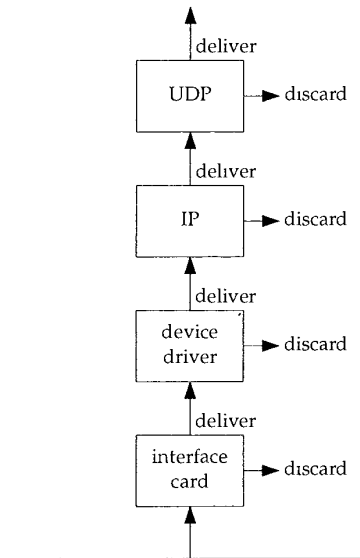 deliver
UDP
discard
deliver
IP
discard
deliver
device
driver
discard
deliver
interface
card
discard